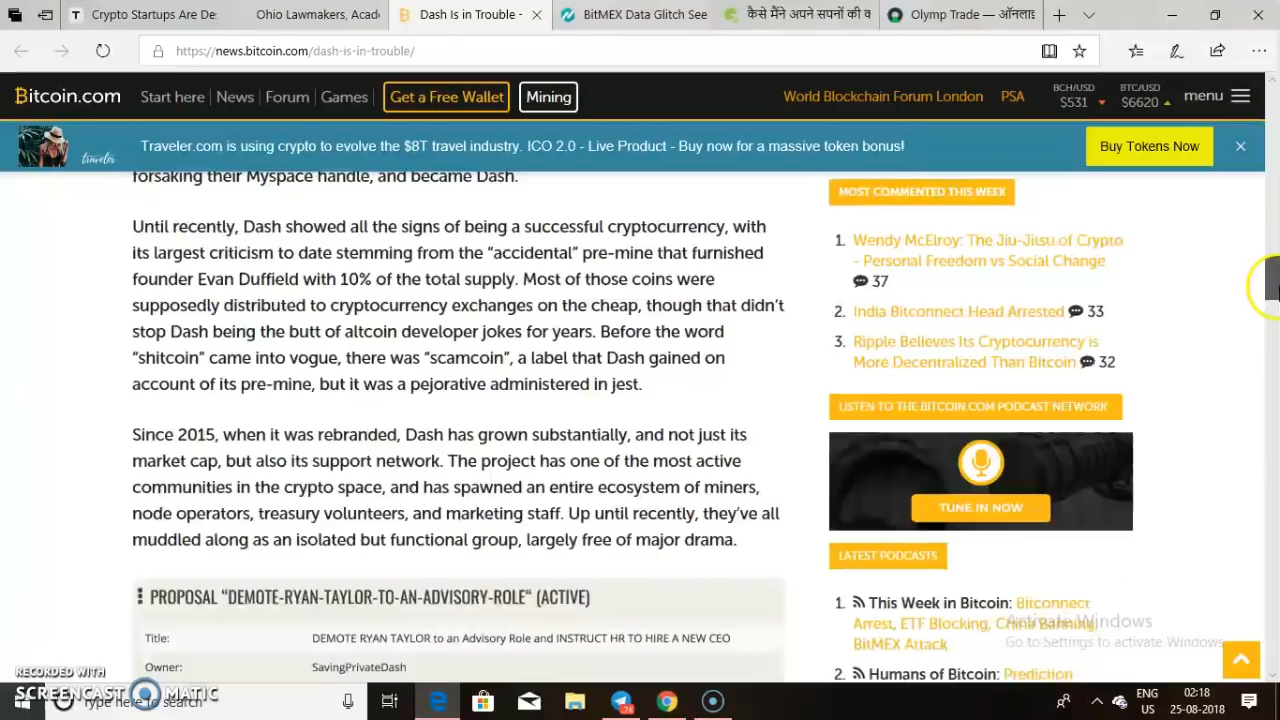 Crypto Startups Are De
Ohio Lawmakers, Acade
Dash Is in Trouble -
BitMEX Data Glitch See
कैसे मैंने अपने सपनों की व
Olymp Trade — ऑनलाइ
https://news.bitcoin.com/dash-is-in-trouble/
Bitcoin.com
Start here | News | Forum | Games |
Get a Free Wallet
Mining
World Blockchain Forum London
PSA
BCH/USD
$531
BTC/USD
$6620
menu
traveler
Traveler.com is using crypto to evolve the $8T travel industry. ICO 2.0 - Live Product - Buy now for a massive token bonus!
Buy Tokens Now
forsaking their Myspace handle, and became Dash.
Until recently, Dash showed all the signs of being a successful cryptocurrency, with
its largest criticism to date stemming from the “accidental” pre-mine that furnished
founder Evan Duffield with 10% of the total supply. Most of those coins were
supposedly distributed to cryptocurrency exchanges on the cheap, though that didn’t
stop Dash being the butt of altcoin developer jokes for years. Before the word
“shitcoin” came into vogue, there was “scamcoin”, a label that Dash gained on
account of its pre-mine, but it was a pejorative administered in jest.
Since 2015, when it was rebranded, Dash has grown substantially, and not just its
market cap, but also its support network. The project has one of the most active
communities in the crypto space, and has spawned an entire ecosystem of miners,
node operators, treasury volunteers, and marketing staff. Up until recently, they’ve all
muddled along as an isolated but functional group, largely free of major drama.
PROPOSAL “DEMOTE-RYAN-TAYLOR-TO-AN-ADVISORY-ROLE“ (ACTIVE)
Title: DEMOTE RYAN TAYLOR to an Advisory Role and INSTRUCT HR TO HIRE A NEW CEO
Owner: SavingPrivateDash
MOST COMMENTED THIS WEEK
1. Wendy McElroy: The Jiu-Jitsu of Crypto
- Personal Freedom vs Social Change
37
2. India Bitconnect Head Arrested 33
3. Ripple Believes Its Cryptocurrency is
More Decentralized Than Bitcoin 32
LISTEN TO THE BITCOIN.COM PODCAST NETWORK
TUNE IN NOW
LATEST PODCASTS
1. This Week in Bitcoin: Bitconnect
Arrest, ETF Blocking, China Banning,
BitMEX Attack
2. Humans of Bitcoin: Prediction
Activate Windows
Go to Settings to activate Windows.
RECORDED WITH
SCREENCAST MATIC
Type here to search
ENG
US
02:18
25-08-2018